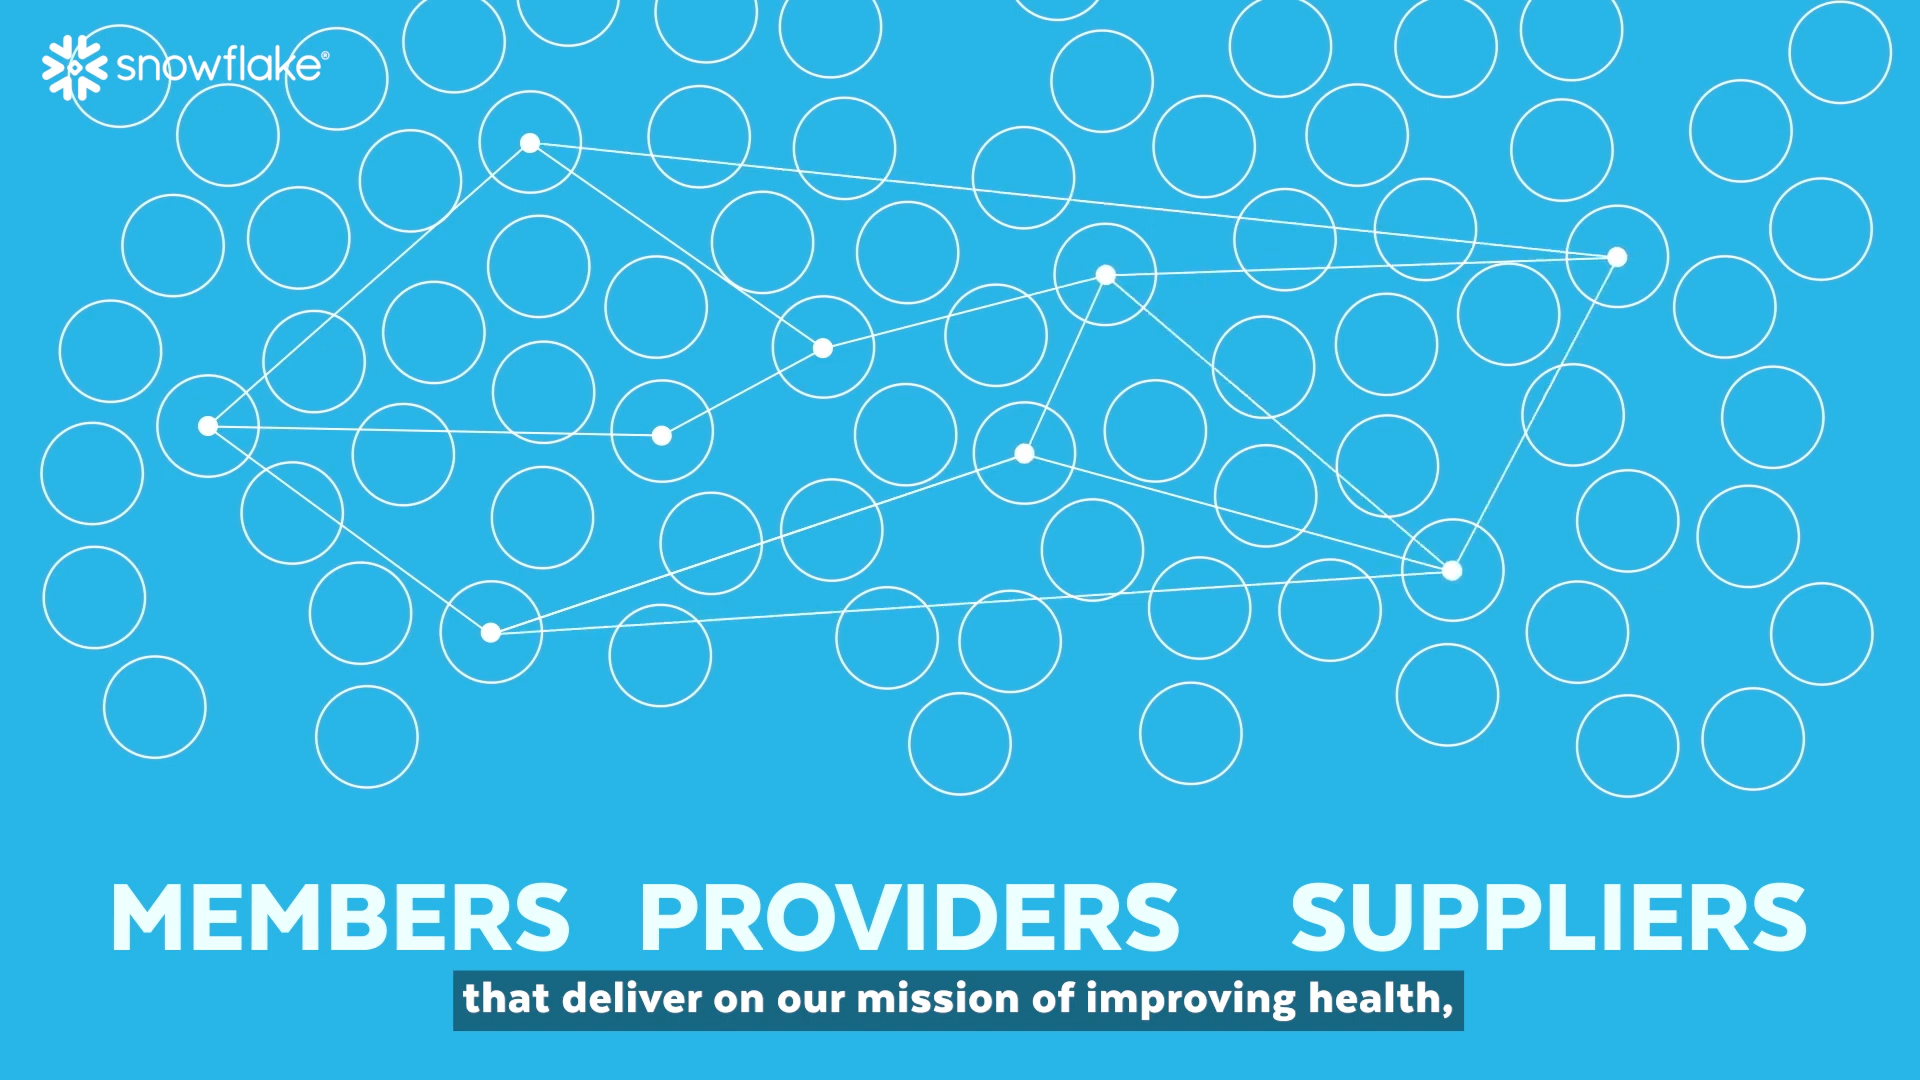 snowflake®
MEMBERS PROVIDERS SUPPLIERS
that deliver on our mission of improving health,